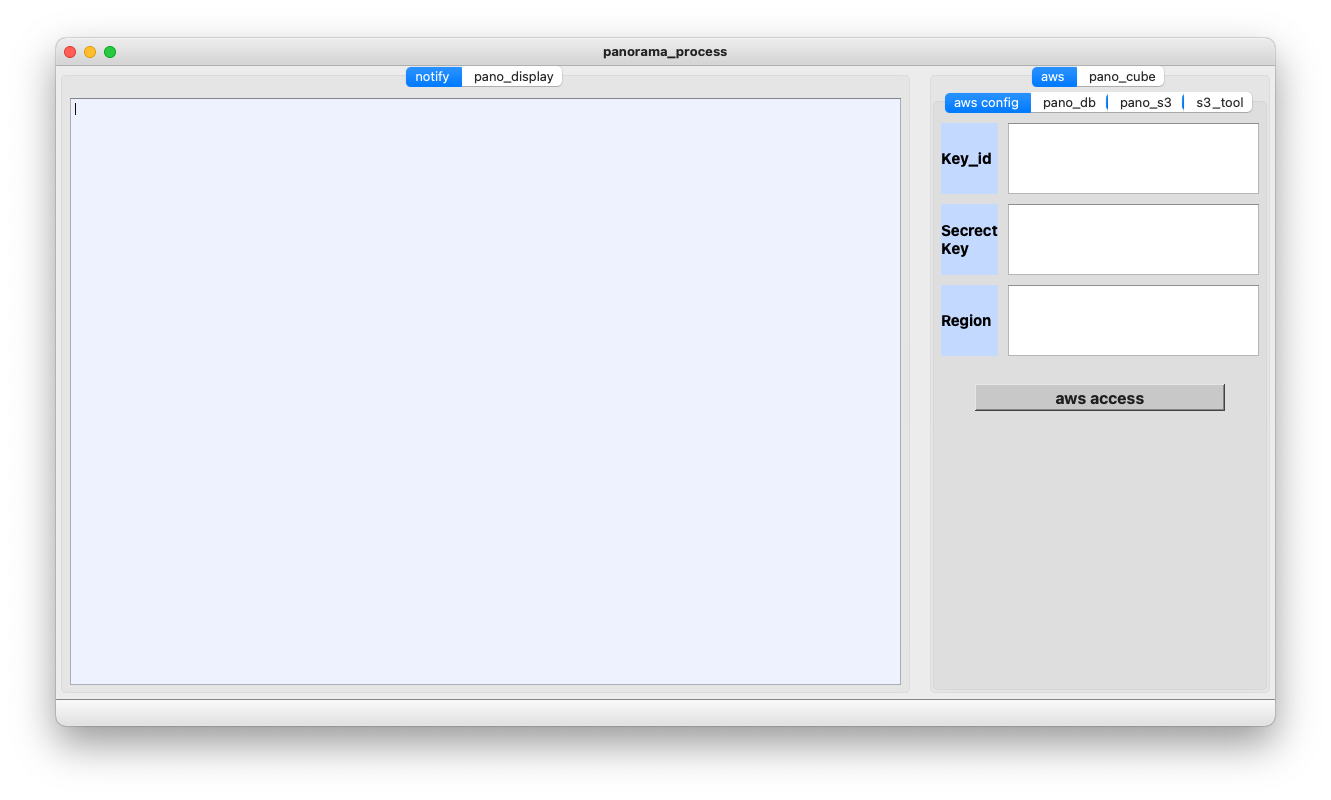 panorama_process
notify pano_display
aws pano_cube
aws config pano_db pano_s3 s3_tool
Key_id
Secrect
Key
Region
aws access